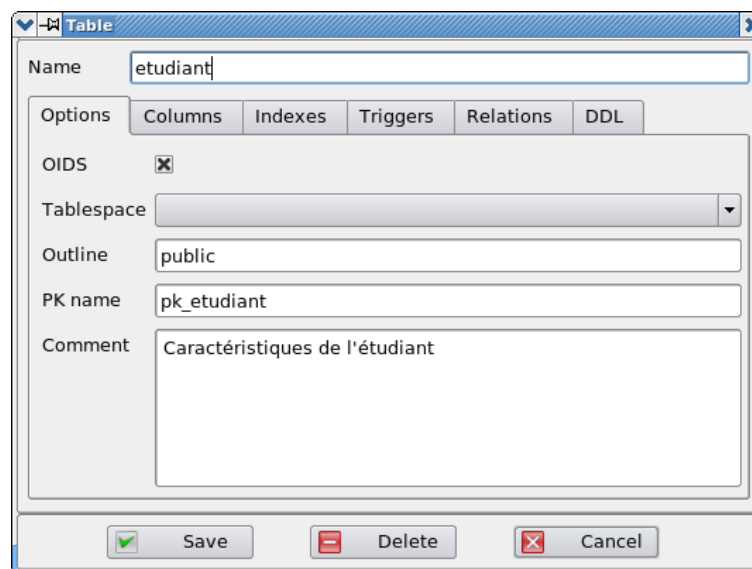 Table
Name etudiant
Options Columns Indexes Triggers Relations DDL
OIDS
Tablespace
Outline public
PK name pk_etudiant
Comment Caractéristiques de l'étudiant
Save Delete Cancel